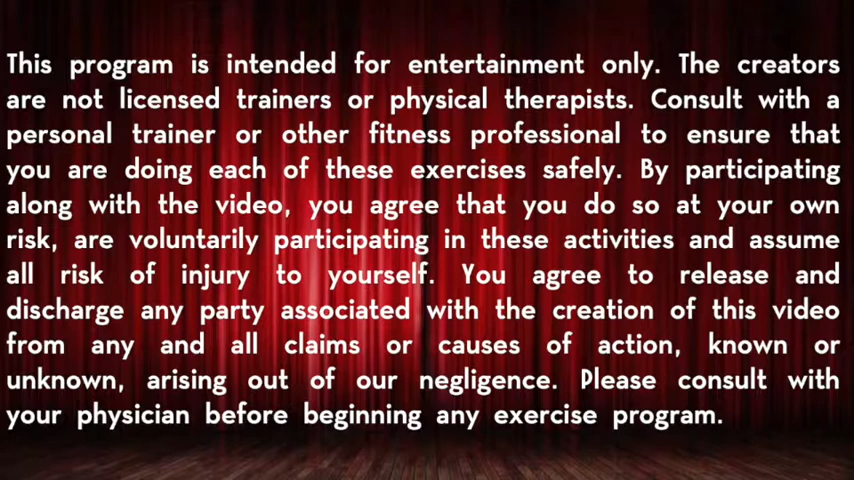 This program is intended for entertainment only. The creators
are not licensed trainers or physical therapists. Consult with a
personal trainer or other fitness professional to ensure that
you are doing each of these exercises safely. By participating
along with the video, you agree that you do so at your own
risk, are voluntarily participating in these activities and assume
all risk of injury to yourself. You agree to release and
discharge any party associated with the creation of this video
from any and all claims or causes of action, known or
unknown, arising out of our negligence. Please consult with
your physician before beginning any exercise program.